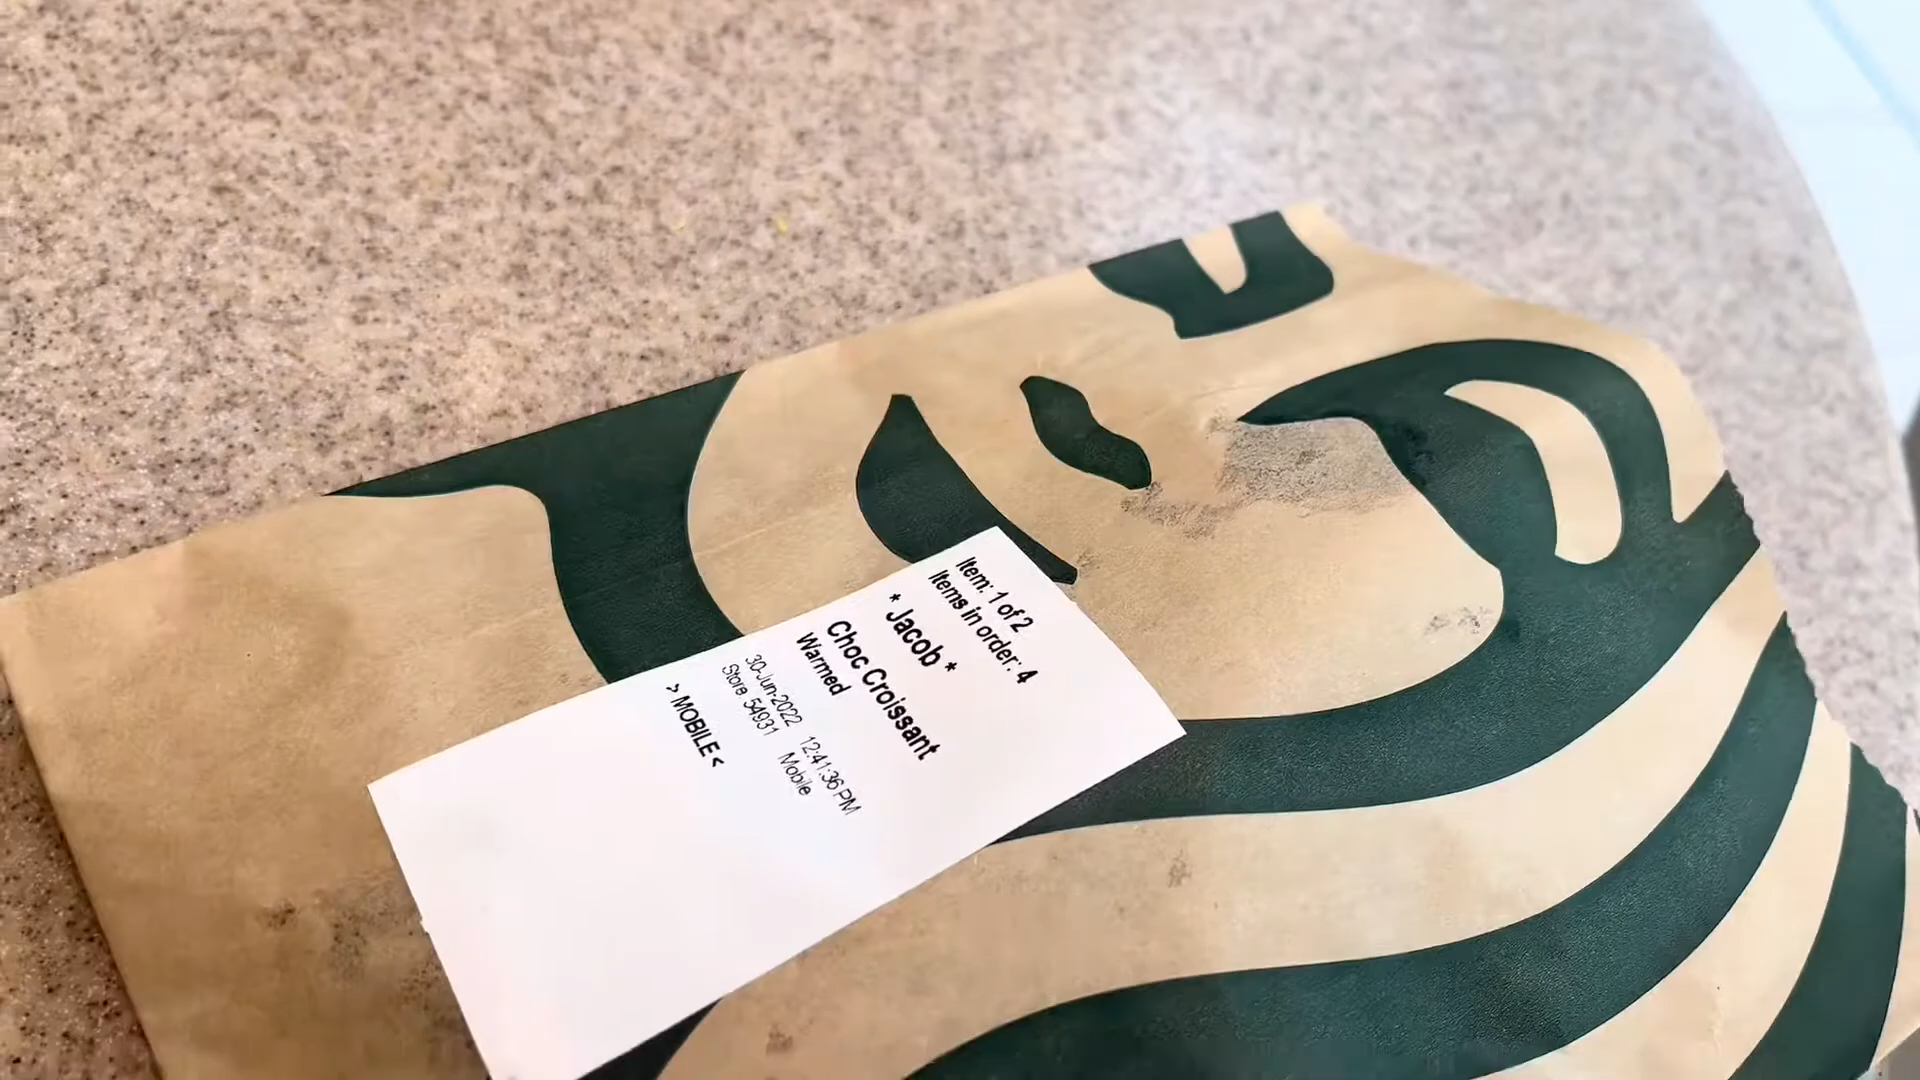 Item: 1 of 2
Items in order: 4
* Jacob *
Choc Croissant
Warmed
30-Jun-2022 12:41:36 PM
Store 54931 Mobile
> MOBILE <